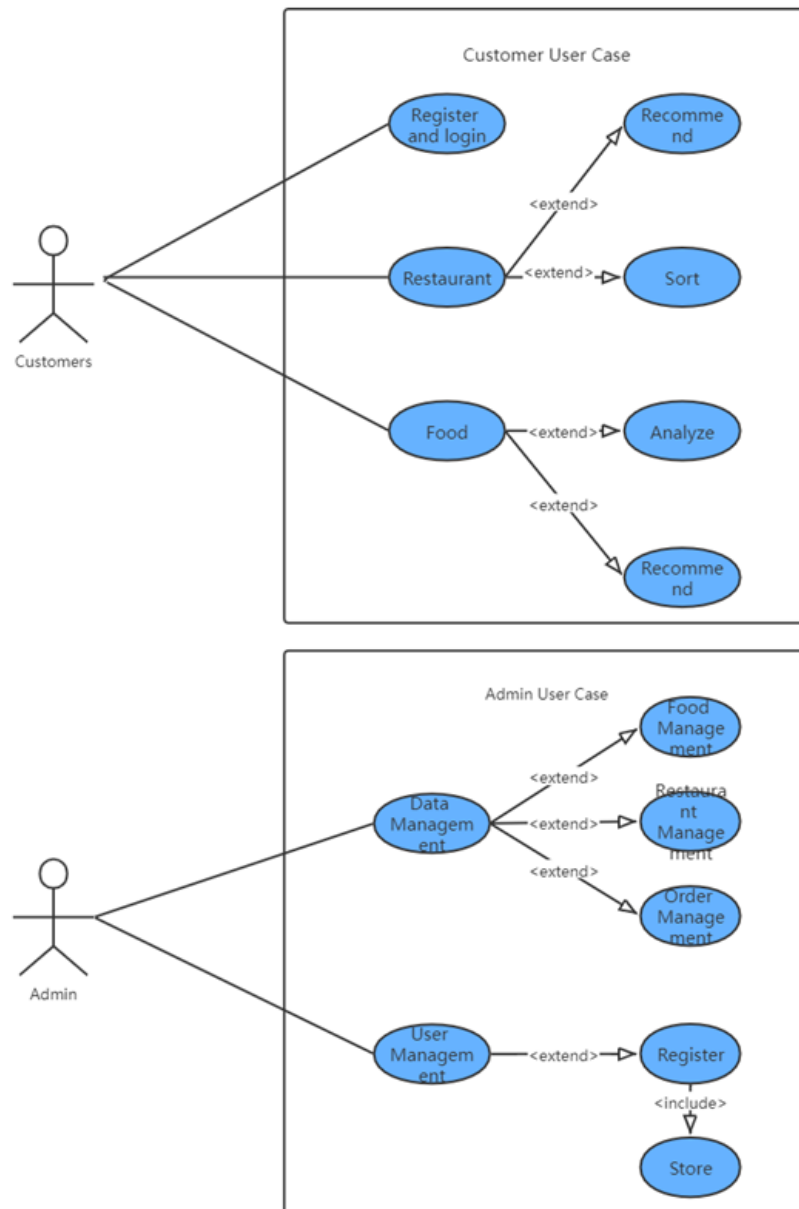 Customer User Case
Register
and login
Recomme
nd
<extend>
Restaurant
<extend>
Sort
Customers
Food
<extend>
Analyze
<extend>
Recomme
nd
Admin User Case
Food
Manage
ment
<extend>
Data
Managem
ent
<extend>
Restaura
nt
Manage
ment
<extend>
Order
Manage
ment
Admin
User
Managem
ent
<extend>
Register
<include>
Store